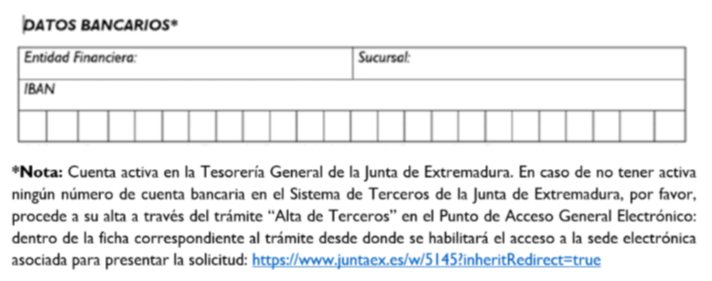 DATOS BANCARIOS*
Entidad Financiera: Sucursal:
IBAN
*Nota: Cuenta activa en la Tesorería General de la Junta de Extremadura. En caso de no tener activa
ningún número de cuenta bancaria en el Sistema de Terceros de la Junta de Extremadura, por favor,
procede a su alta a través del trámite “Alta de Terceros” en el Punto de Acceso General Electrónico:
dentro de la ficha correspondiente al trámite desde donde se habilitará el acceso a la sede electrónica
asociada para presentar la solicitud: https://www.juntaex.es/w/5145?inheritRedirect=true